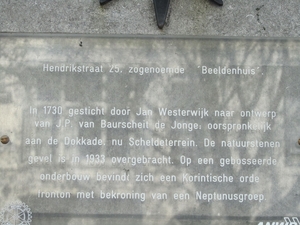 Hendrikstraat 25, zogenoemde "Beeldenhuis".
In 1730 gesticht door Jan Westerwijk naar ontwerp
van J.P. van Baurscheit de Jonge, oorspronkelijk
aan de Dokkade, nu Scheldeterrein. De natuurstenen
gevel is in 1933 overgebracht. Op een gebosseerde
onderbouw bevindt zich een Korintische orde
fronton met bekroning van een Neptunusgroep.
ANWB